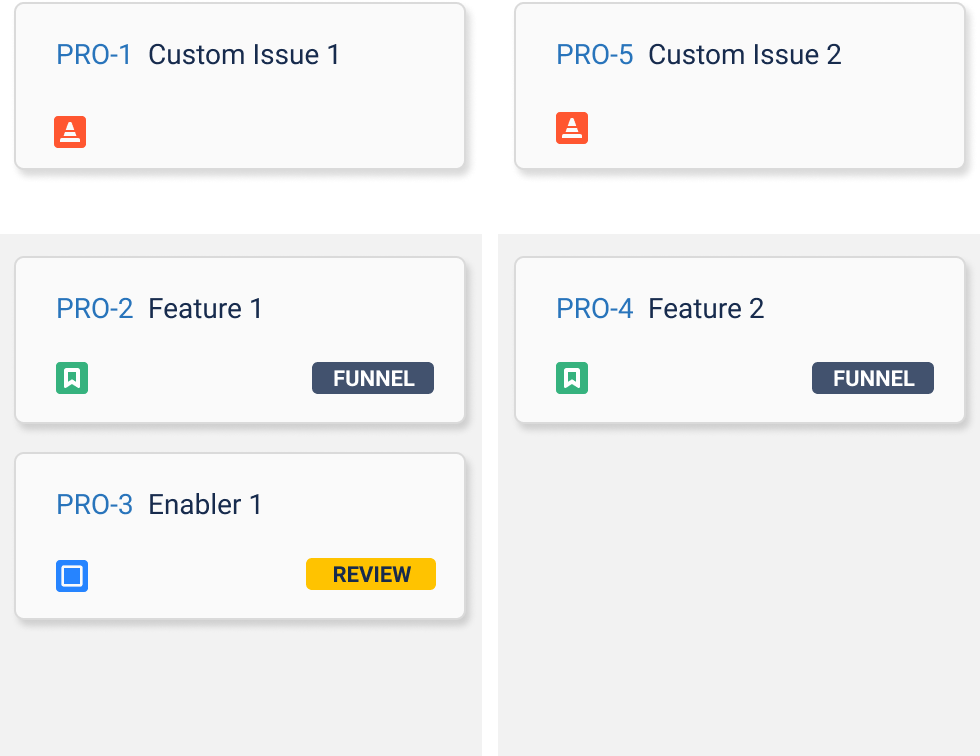 PRO-1 Custom Issue 1
PRO-5 Custom Issue 2
PRO-2 Feature 1
FUNNEL
PRO-4 Feature 2
FUNNEL
PRO-3 Enabler 1
REVIEW